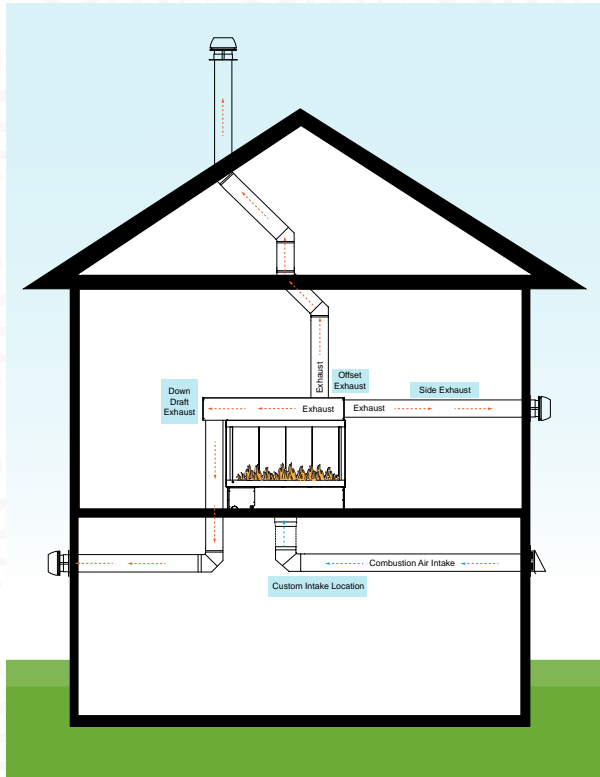 Exhaust
Offset
Exhaust
Down
Draft
Exhaust
Side Exhaust
Exhaust
Exhaust
Combustion Air Intake
Custom Intake Location